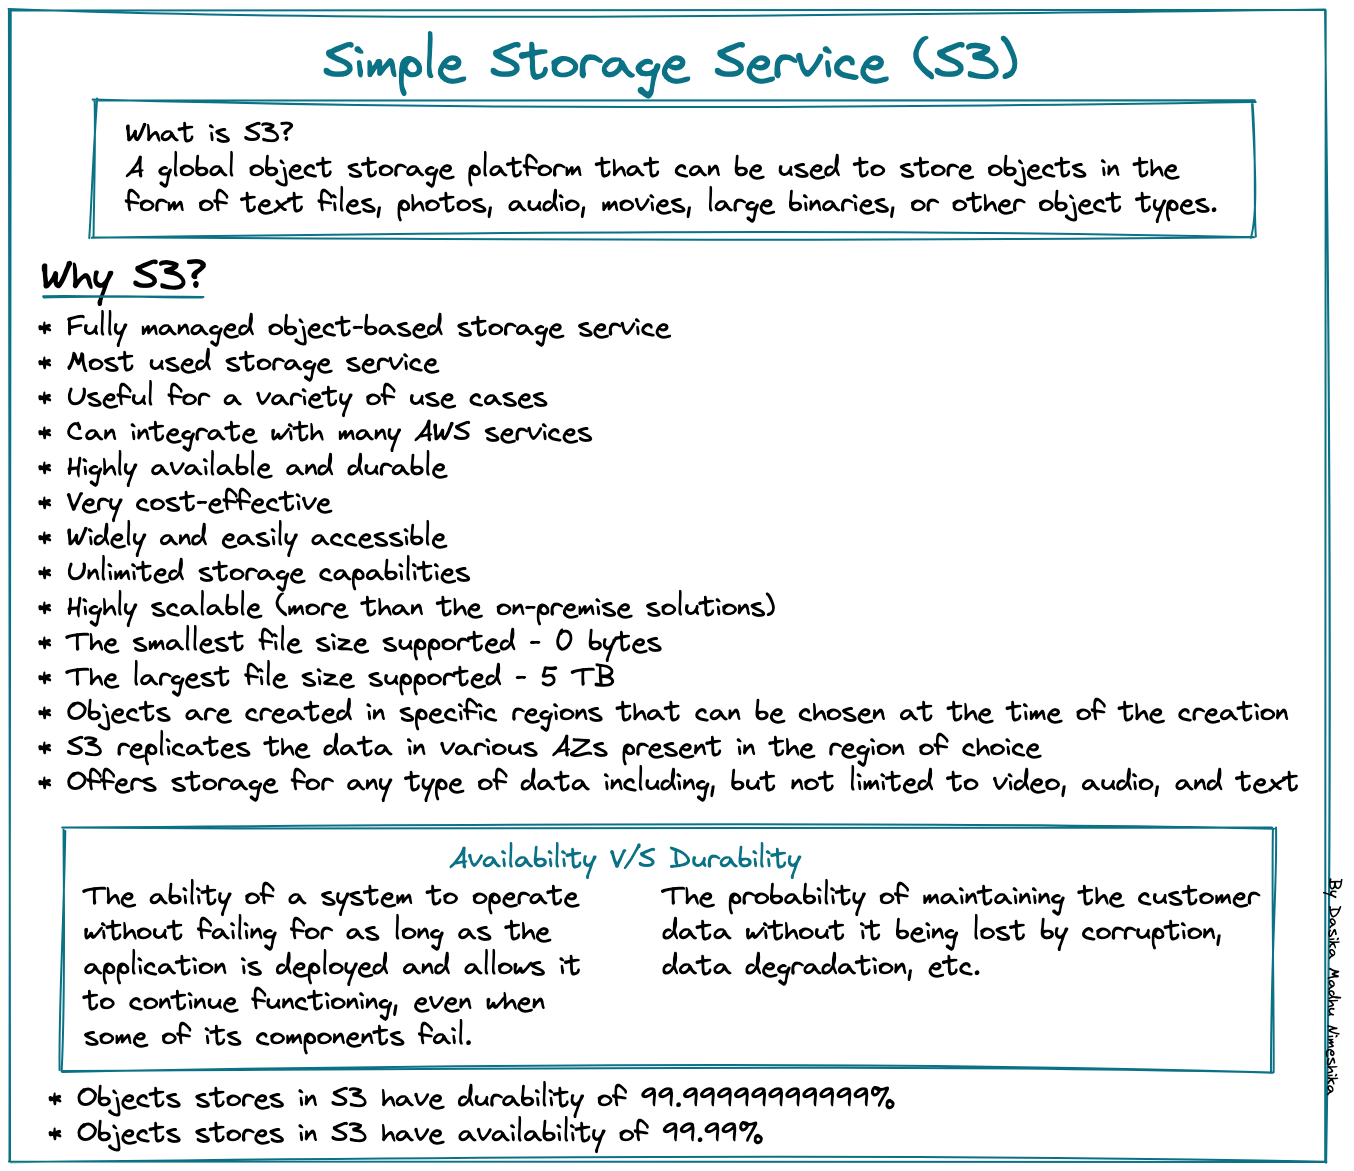 Simple Storage Service (S3)
What is S3?
A global object storage platform that can be used to store objects in the
form of text files, photos, audio, movies, large binaries, or other object types.
Why S3?
* Fully managed object-based storage service
* Most used storage service
* Useful for a variety of use cases
* Can integrate with many AWS services
* Highly available and durable
* Very cost-effective
* Widely and easily accessible
* Unlimited storage capabilities
* Highly scalable (more than the on-premise solutions)
* The smallest file size supported - 0 bytes
* The largest file size supported - 5 TB
* Objects are created in specific regions that can be chosen at the time of the creation
* S3 replicates the data in various AZs present in the region of choice
* Offers storage for any type of data including, but not limited to video, audio, and text
Availability V/S Durability
The ability of a system to operate
without failing for as long as the
application is deployed and allows it
to continue functioning, even when
some of its components fail.
The probability of maintaining the customer
data without it being lost by corruption,
data degradation, etc.
* Objects stores in S3 have durability of 99.99999999999%
* Objects stores in S3 have availability of 99.99%
By Dasika Madhu Nimeshika